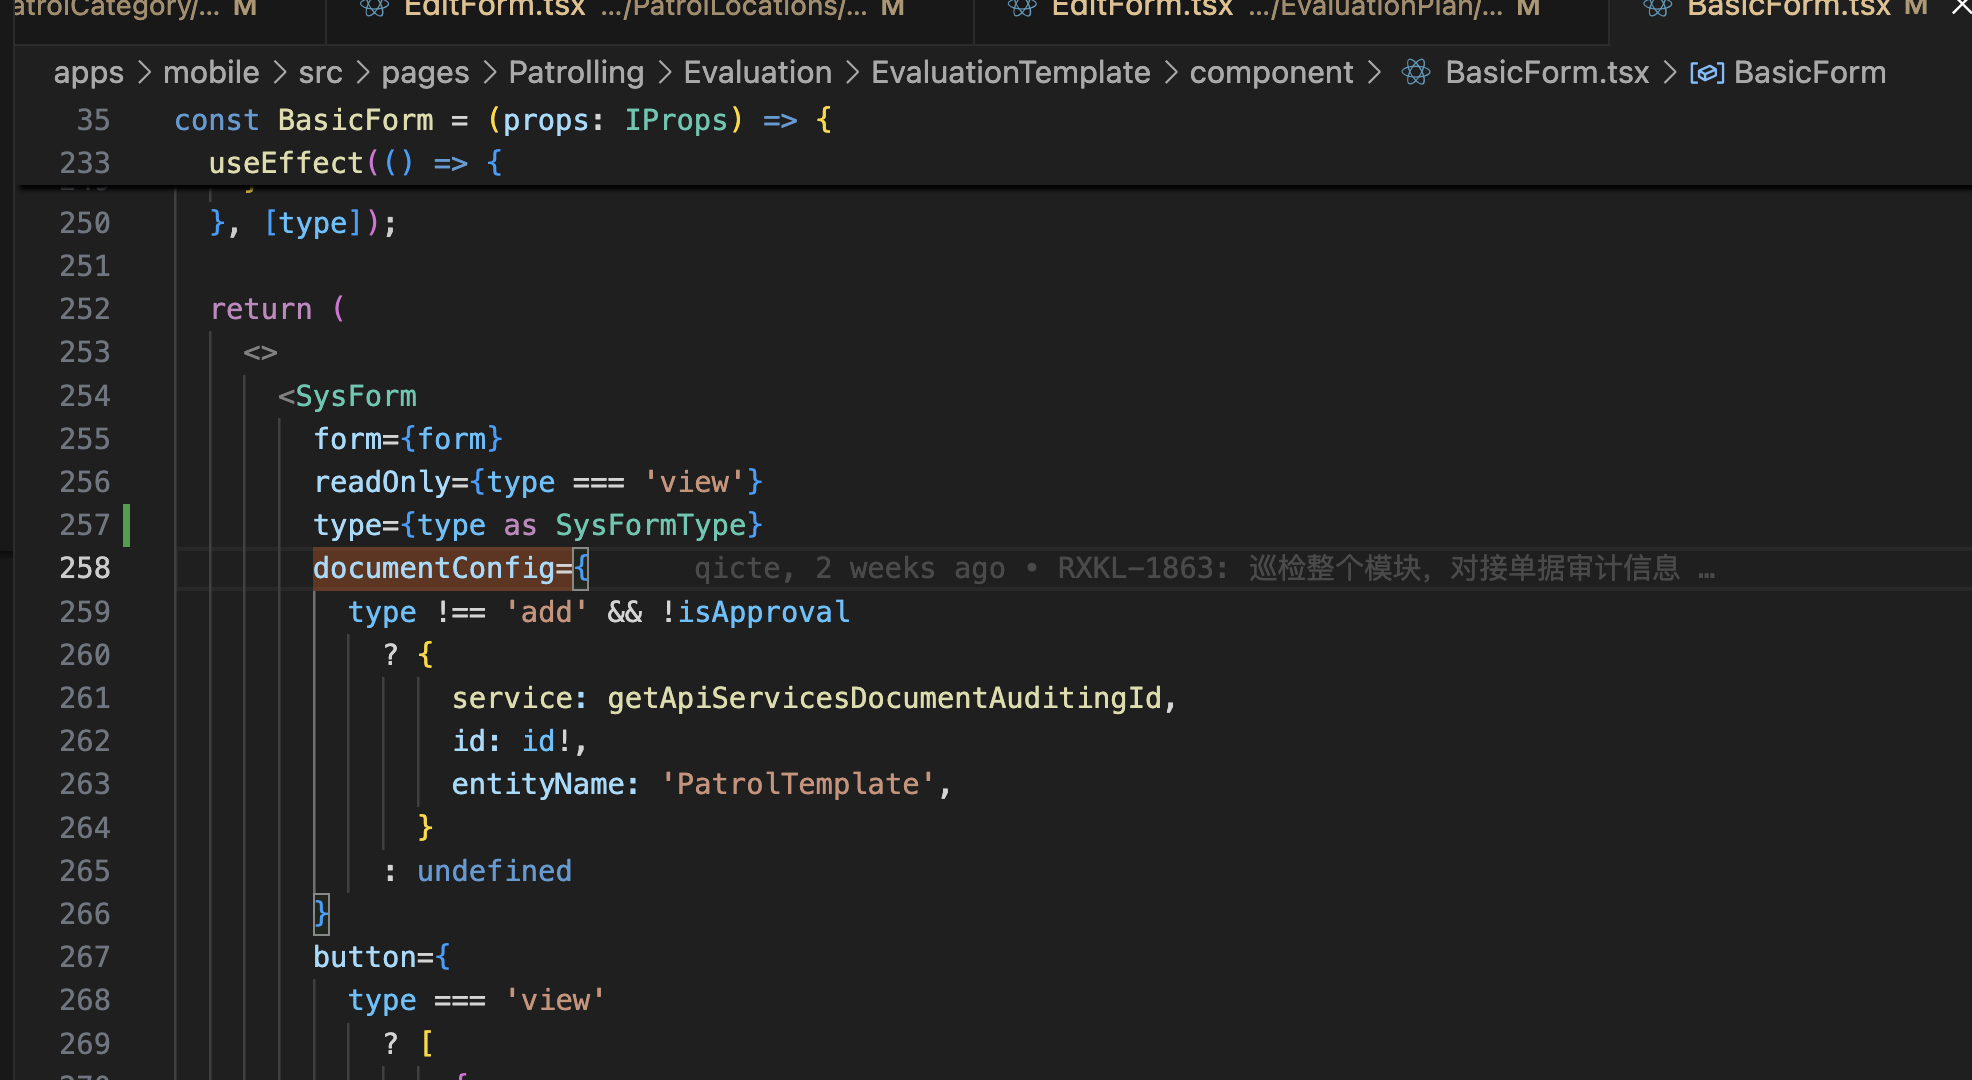 atrolCategory/... M EditForm.tsx .../PatrolLocations/... M EditForm.tsx .../EvaluationPlan/... M BasicForm.tsx M
apps > mobile > src > pages > Patrolling > Evaluation > EvaluationTemplate > component > BasicForm.tsx > BasicForm
35 const BasicForm = (props: IProps) => {
233 useEffect(() => {
250 }, [type]);
251
252 return (
253 <>
254 <SysForm
255 form={form}
256 readOnly={type === 'view'}
257 type={type as SysFormType}
258 documentConfig={ qicte, 2 weeks ago • RXKL-1863: 巡检整个模块，对接单据审计信息 …
259 type !== 'add' && !isApproval
260 ? {
261 service: getApiServicesDocumentAuditingId,
262 id: id!,
263 entityName: 'PatrolTemplate',
264 }
265 : undefined
266 }
267 button={
268 type === 'view'
269 ? [